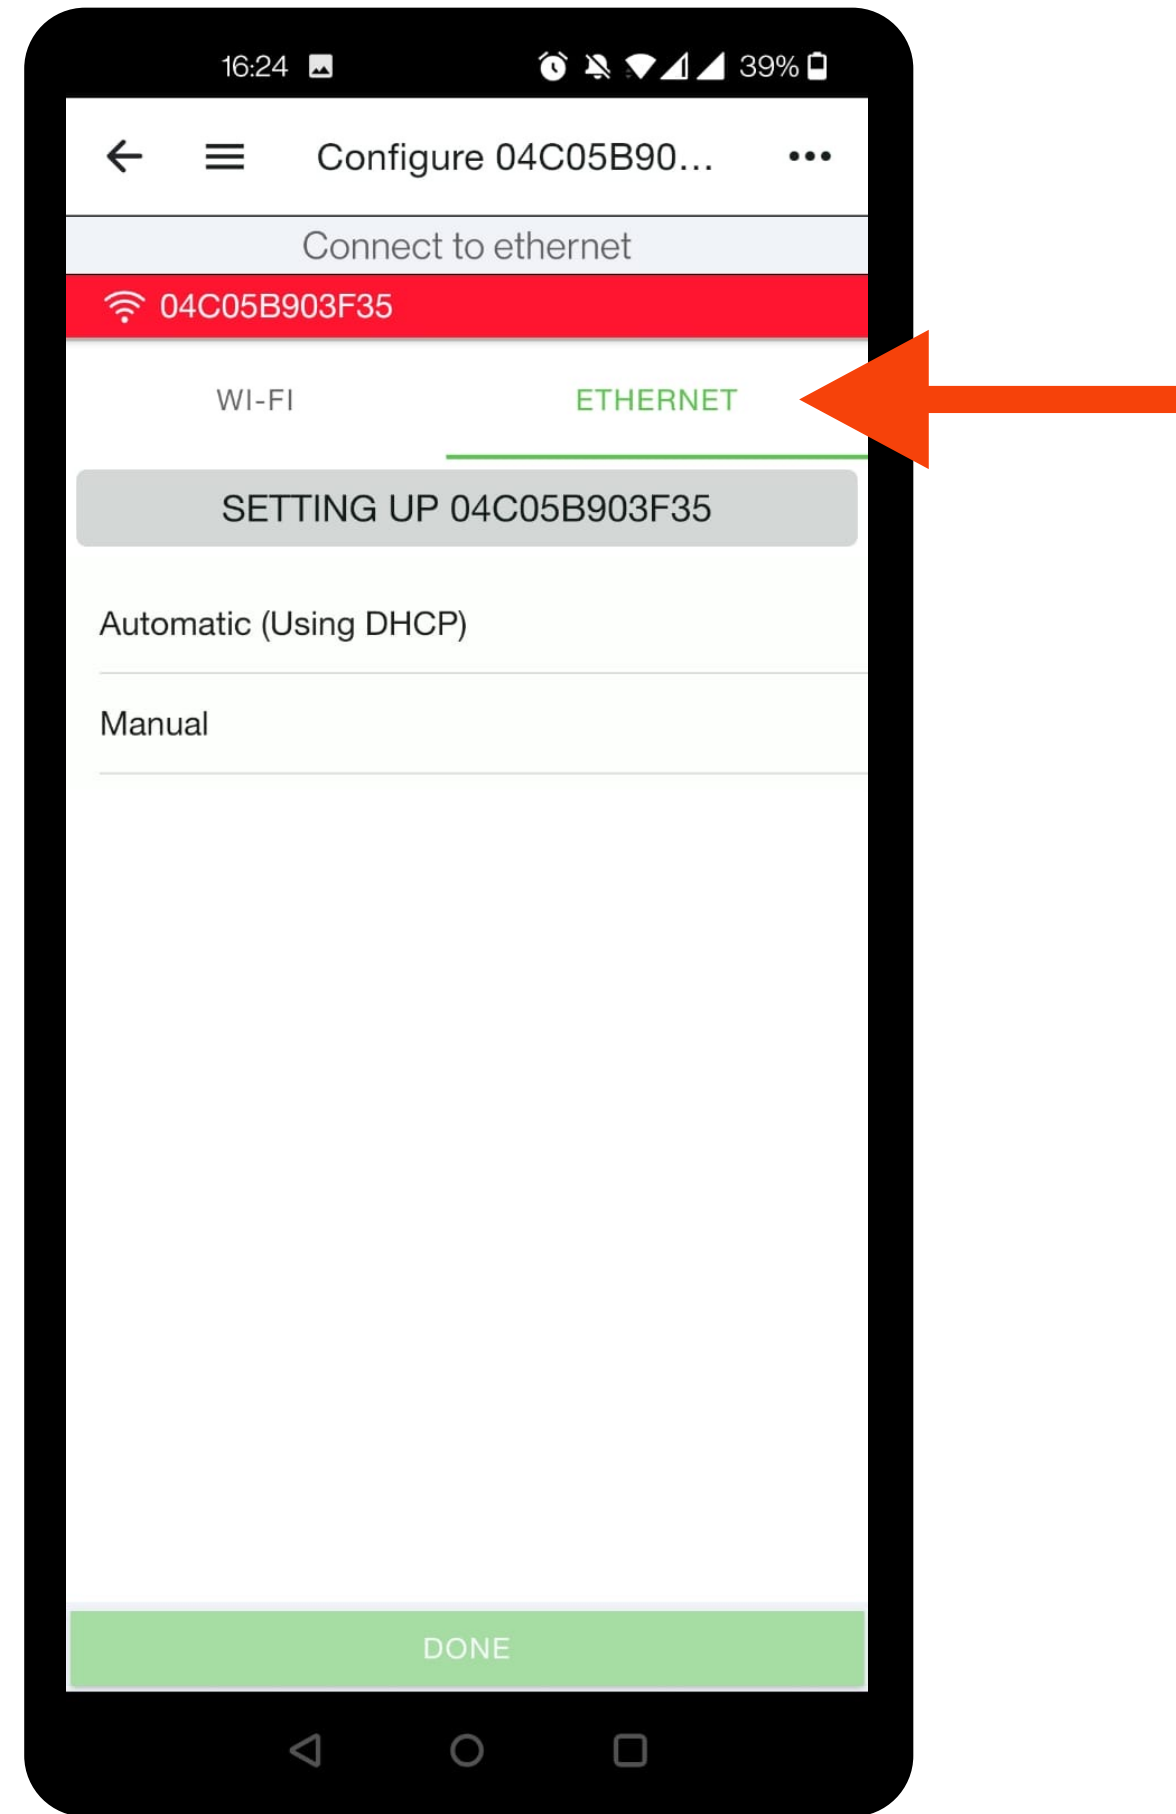 16:24
39%
Configure 04C05B90...
Connect to ethernet
04C05B903F35
WI-FI
ETHERNET
SETTING UP 04C05B903F35
Automatic (Using DHCP)
Manual
DONE